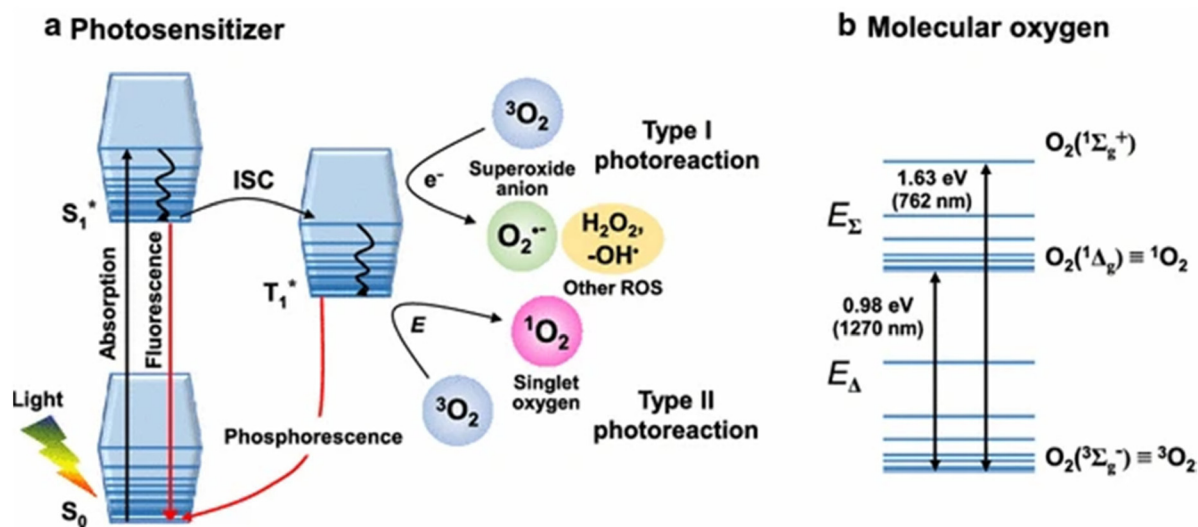 a Photosensitizer
S₁*
ISC
Absorption
Fluorescence
T₁*
Light
S₀
Phosphorescence
³O₂
Type I
photoreaction
e⁻
Superoxide
anion
O₂•⁻
H₂O₂,
-OH•
Other ROS
E
¹O₂
Singlet
oxygen
³O₂
Type II
photoreaction
b Molecular oxygen
O₂(¹Σg⁺)
1.63 eV
(762 nm)
EΣ
O₂(¹Δg) ≡ ¹O₂
0.98 eV
(1270 nm)
EΔ
O₂(³Σg⁻) ≡ ³O₂